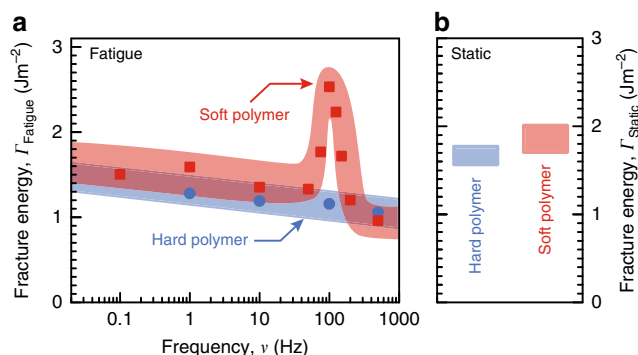 a
Fatigue
Soft polymer
Hard polymer
Fracture energy, Γ_Fatigue (Jm⁻²)
3
2
1
0
0.1
1
10
100
1000
Frequency, ν (Hz)
b
Static
Hard polymer
Soft polymer
3
2
1
0
Fracture energy, Γ_Static (Jm⁻²)